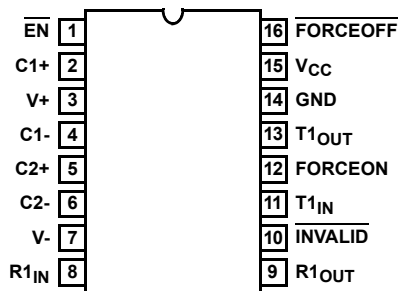 EN 1 16 FORCEOFF
C1+ 2 15 VCC
V+ 3 14 GND
C1- 4 13 T1OUT
C2+ 5 12 FORCEON
C2- 6 11 T1IN
V- 7 10 INVALID
R1IN 8 9 R1OUT